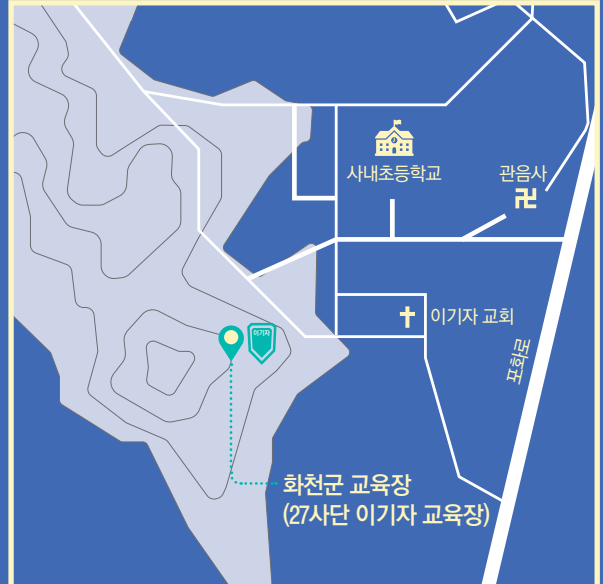 사내초등학교
관음사
이기자 교회
포화로
이기자
화천군 교육장
(27사단 이기자 교육장)